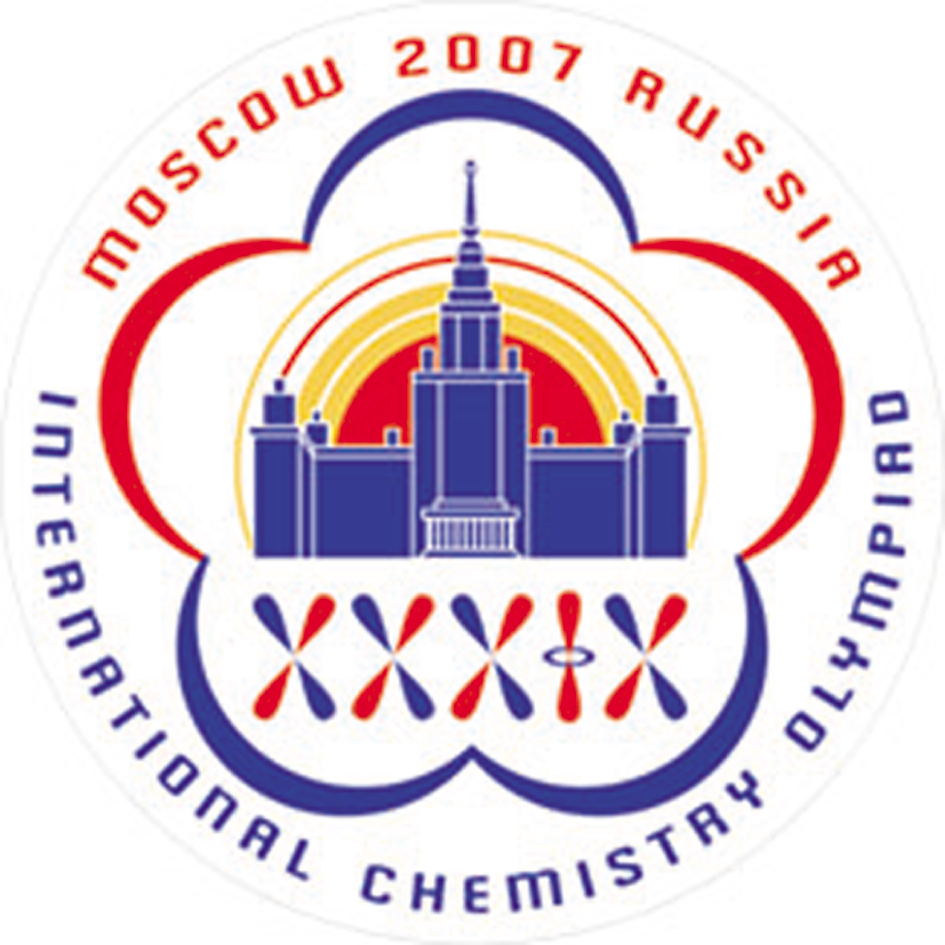 MOSCOW 2007 RUSSIA
XXXIX
INTERNATIONAL CHEMISTRY OLYMPIAD